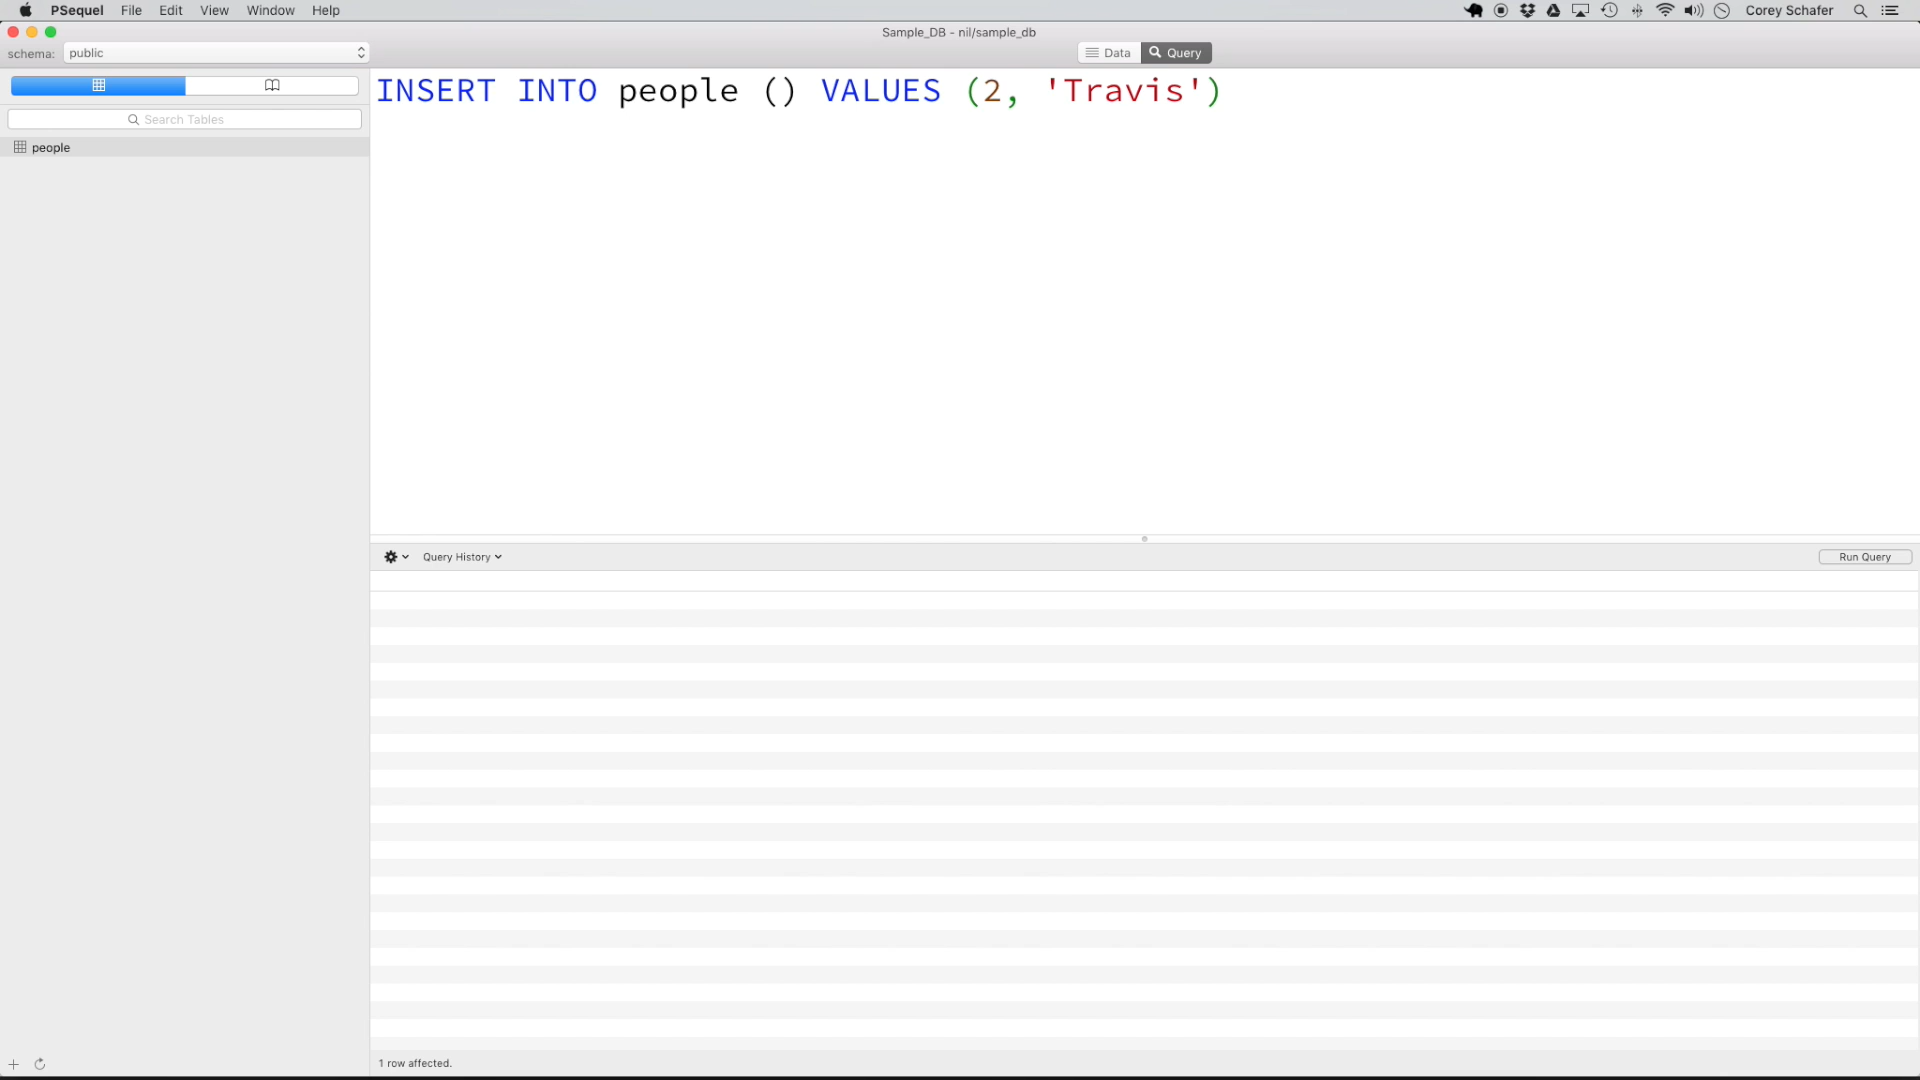 PSequel File Edit View Window Help Corey Schafer
Sample_DB - nil/sample_db
schema: public Data Query
Search Tables
people
INSERT INTO people () VALUES (2, 'Travis')
Query History Run Query
1 row affected.